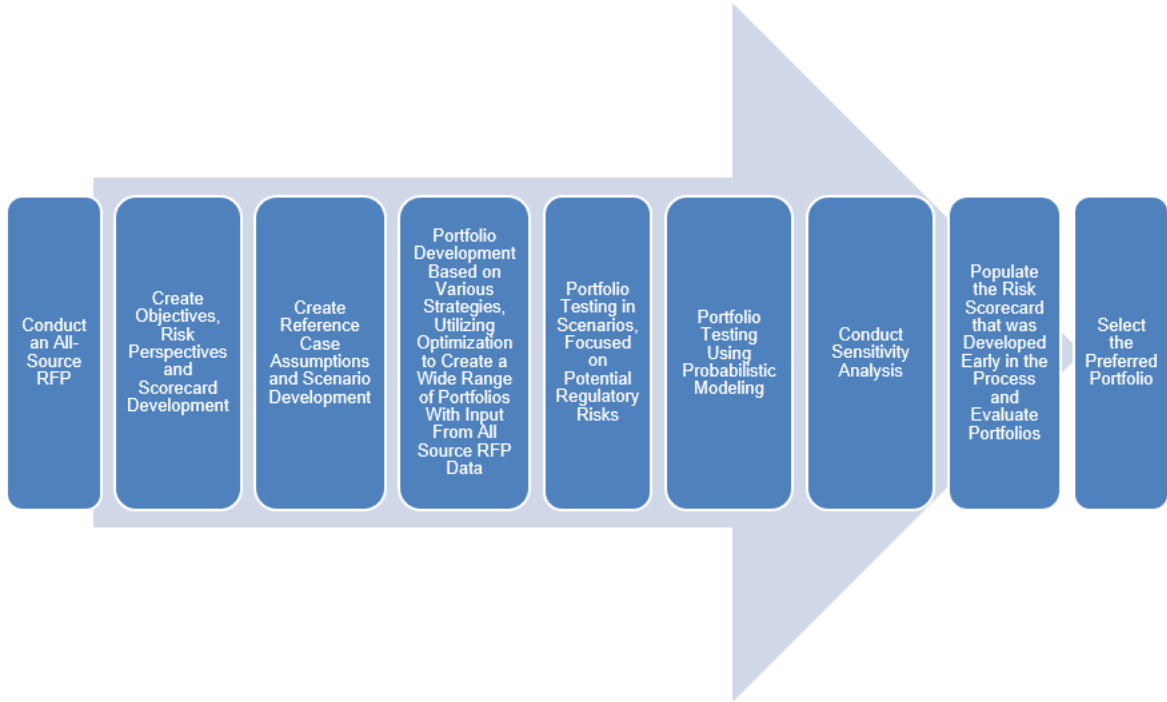 Conduct
an All-
Source
RFP
Create
Objectives,
Risk
Perspectives
and
Scorecard
Development
Create
Reference
Case
Assumptions
and Scenario
Development
Portfolio
Development
Based on
Various
Strategies,
Utilizing
Optimization
to Create a
Wide Range
of Portfolios
With Input
From All
Source RFP
Data
Portfolio
Testing in
Scenarios,
Focused
on
Potential
Regulatory
Risks
Portfolio
Testing
Using
Probabilistic
Modeling
Conduct
Sensitivity
Analysis
Populate
the Risk
Scorecard
that was
Developed
Early in the
Process
and
Evaluate
Portfolios
Select
the
Preferred
Portfolio